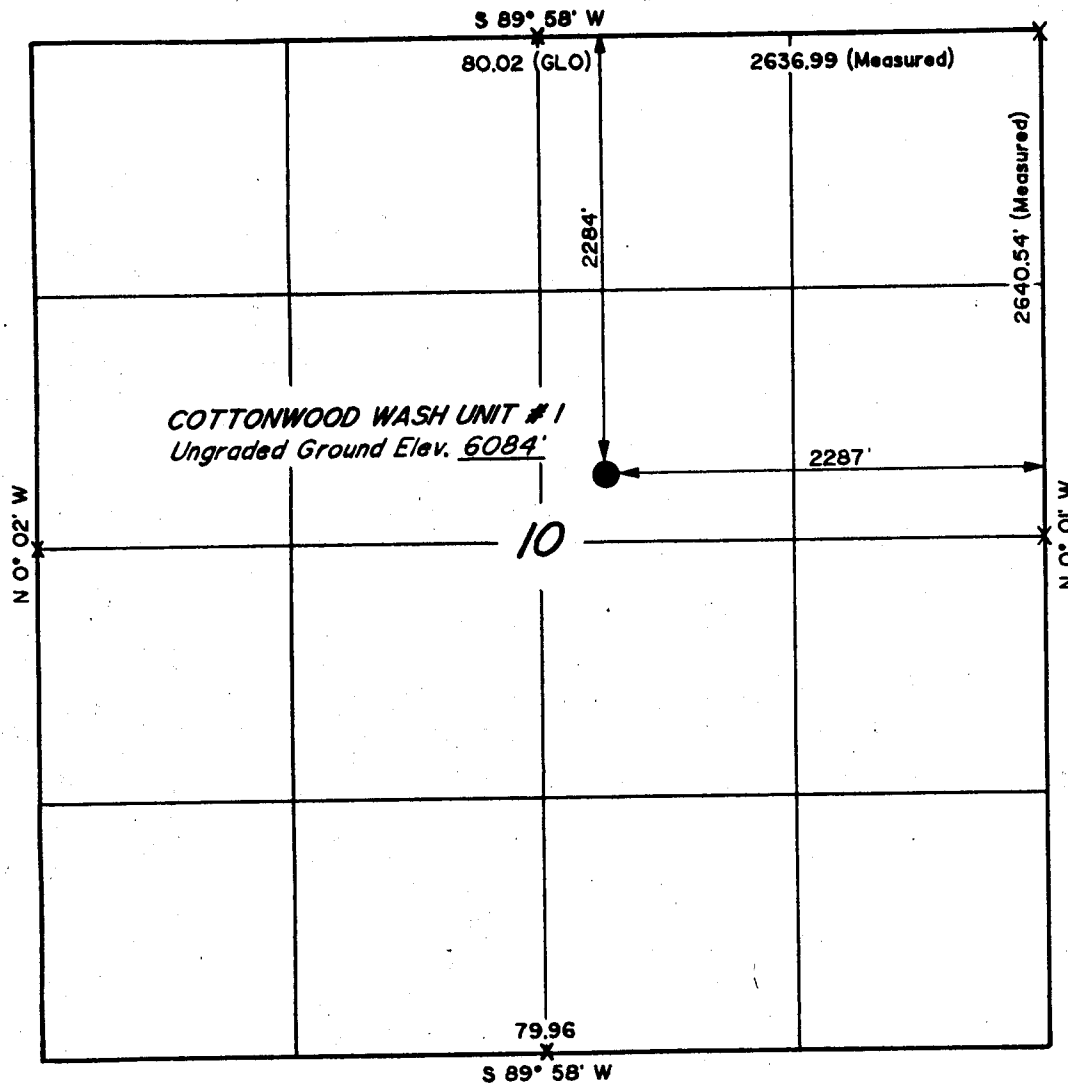 S 89° 58' W
80.02 (GLO)
2636.99 (Measured)
2640.54' (Measured)
2284'
COTTONWOOD WASH UNIT # 1
Ungraded Ground Elev. 6084'
2287'
N 0° 02' W
10
N 0° 01' W
79.96
S 89° 58' W